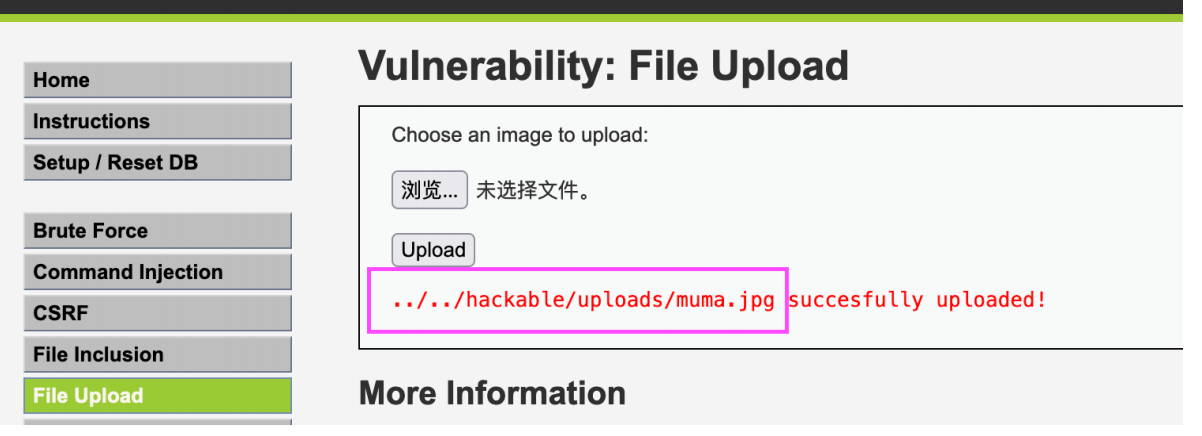 Vulnerability: File Upload
Home
Instructions
Setup / Reset DB
Brute Force
Command Injection
CSRF
File Inclusion
File Upload
Choose an image to upload:
浏览... 未选择文件。
Upload
../../hackable/uploads/muma.jpg succesfully uploaded!
More Information